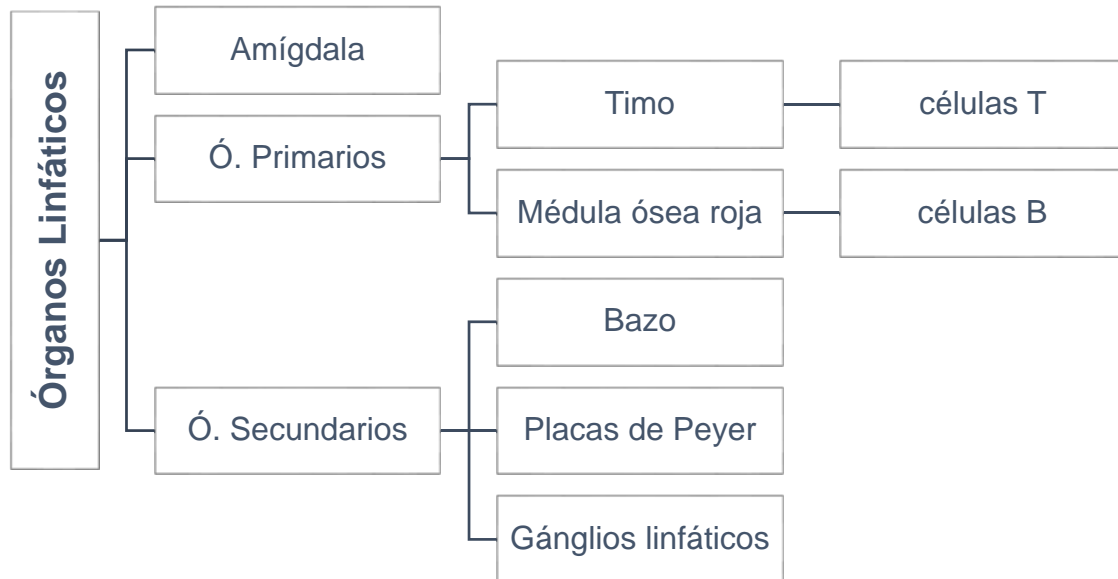 Órganos Linfáticos
Amígdala
Ó. Primarios
Timo
células T
Médula ósea roja
células B
Ó. Secundarios
Bazo
Placas de Peyer
Gánglios linfáticos